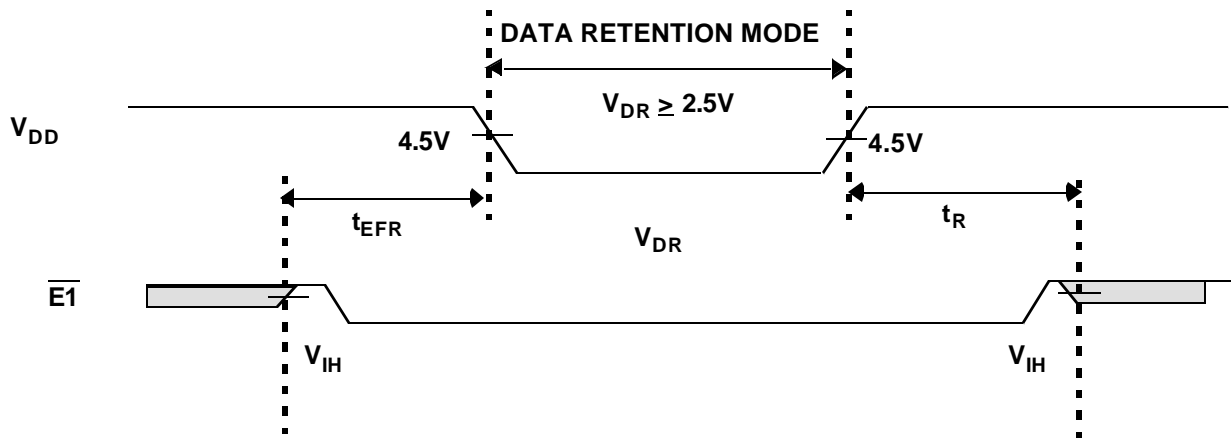 DATA RETENTION MODE
V_DR ≥ 2.5V
V_DD
4.5V
4.5V
t_EFR
t_R
V_DR
E1̅
V_IH
V_IH